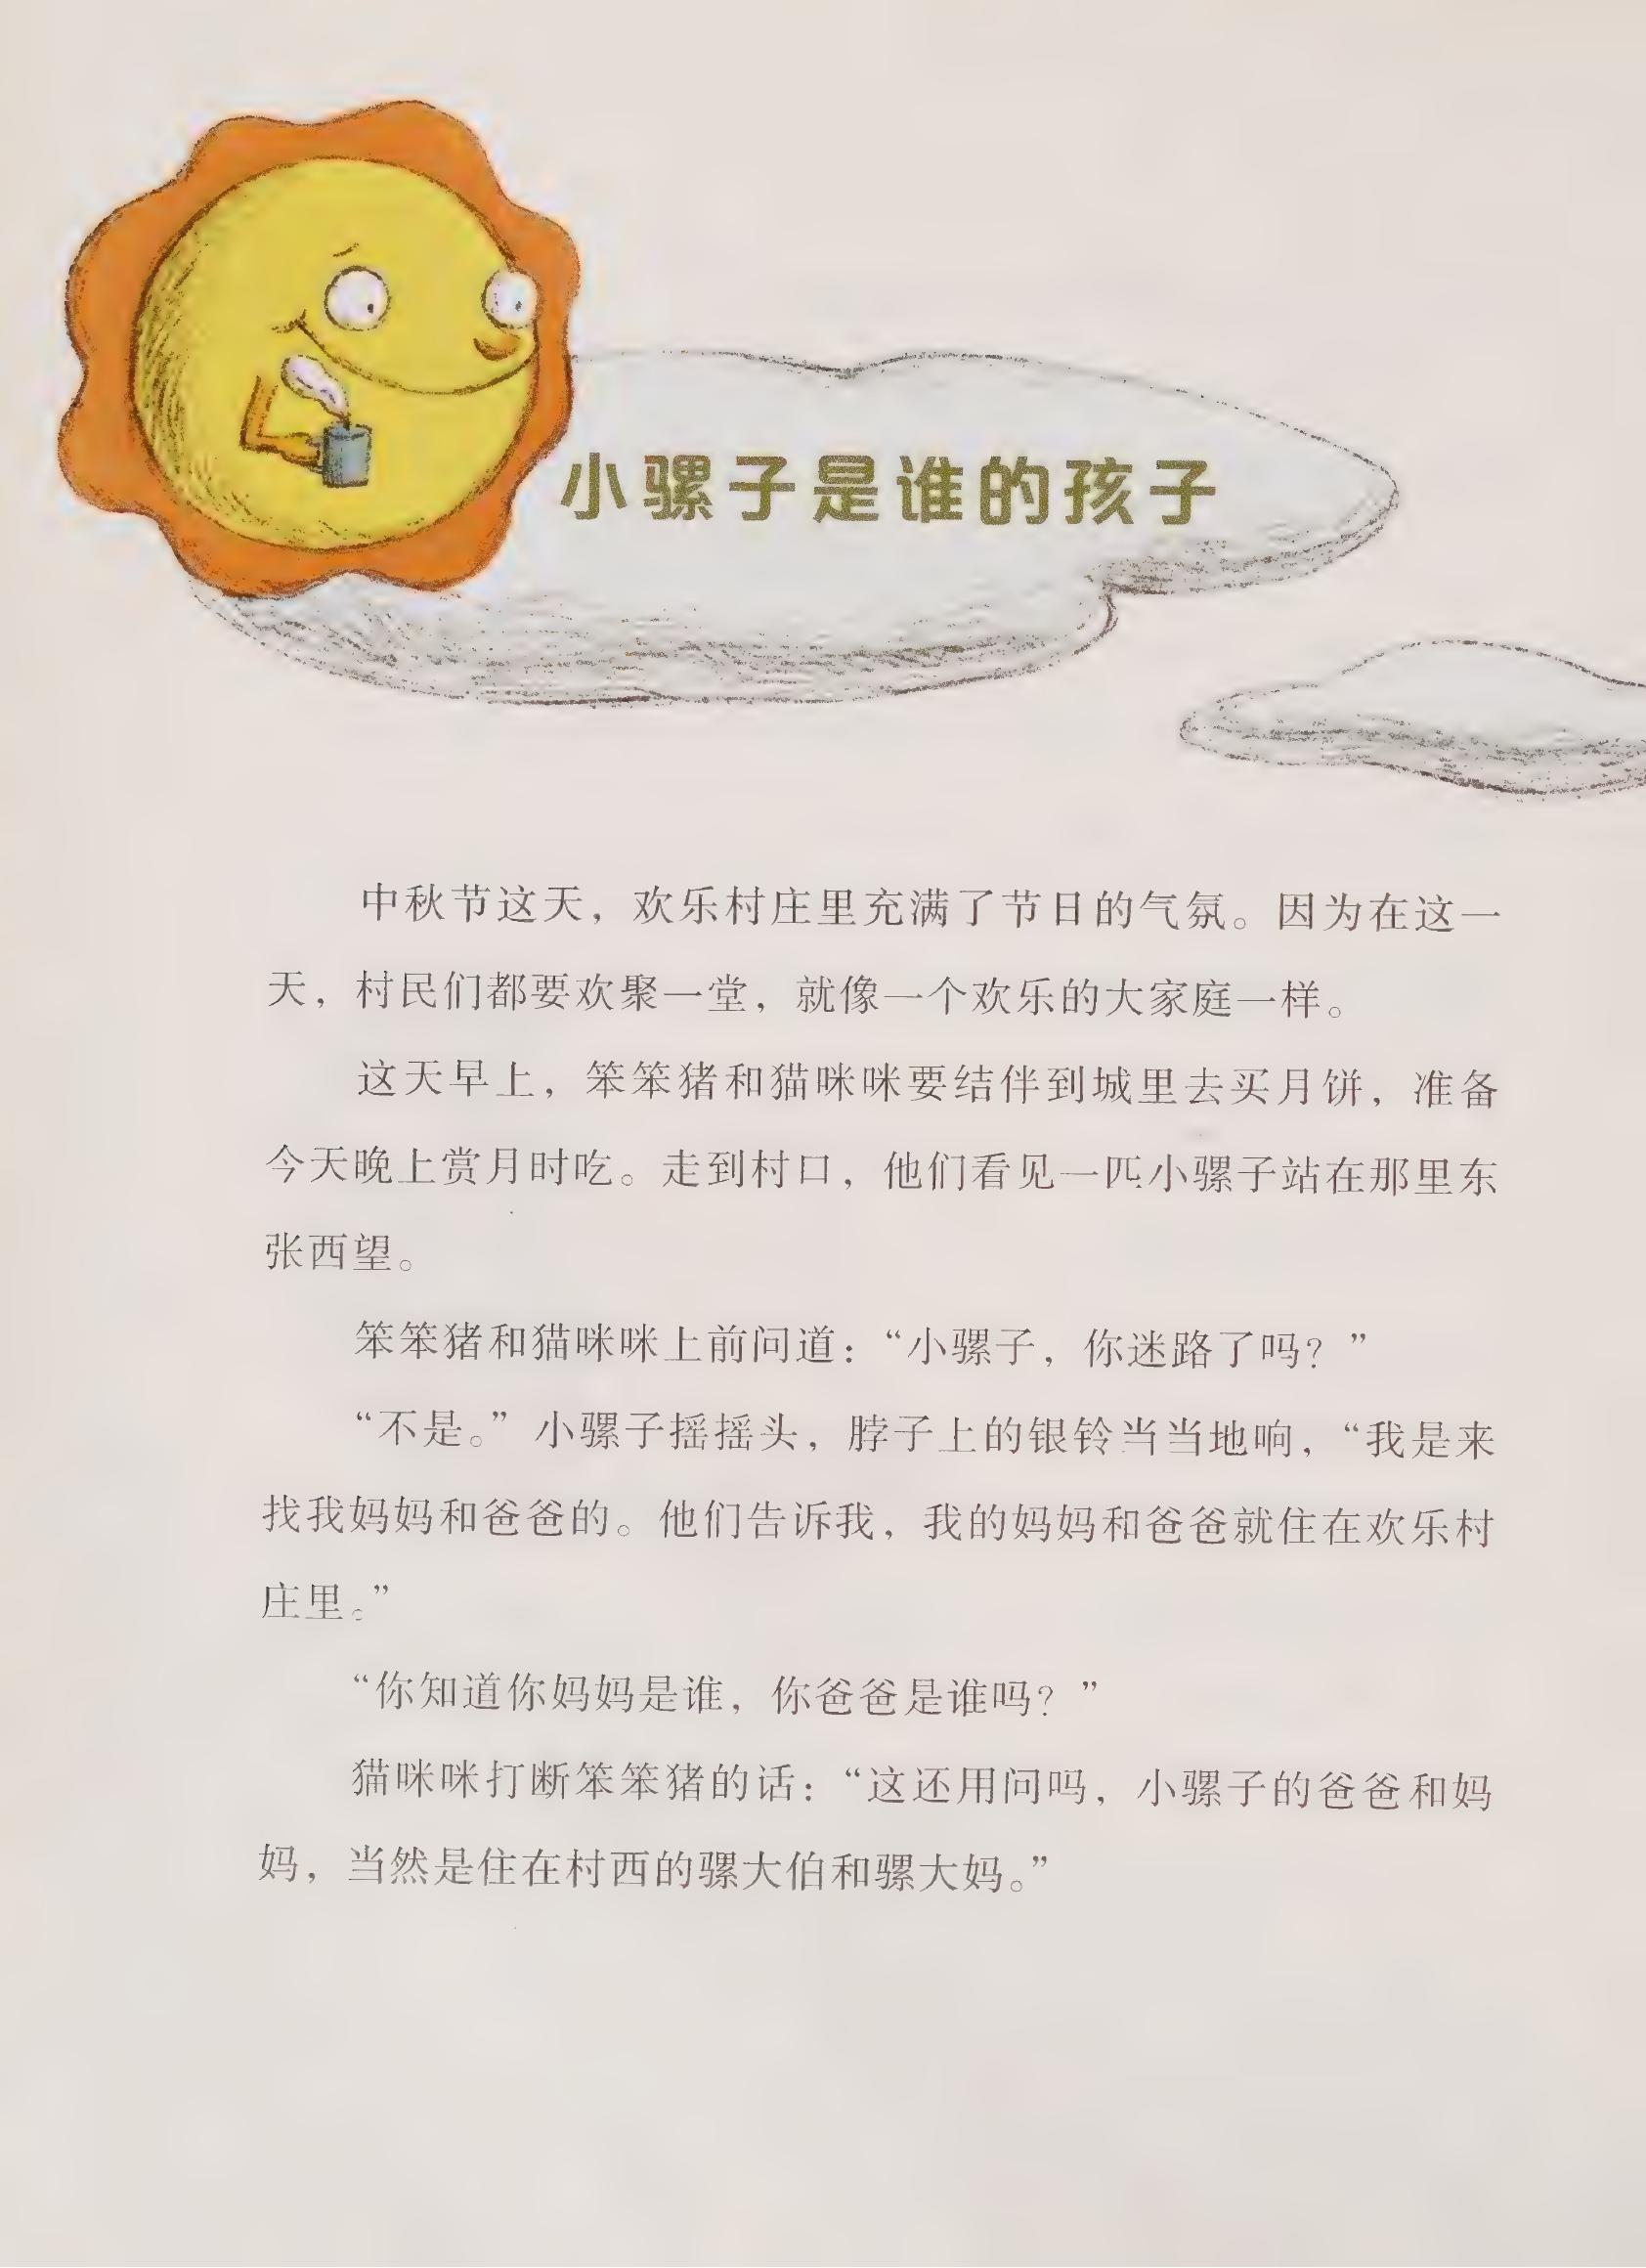 小骡子是谁的孩子
中秋节这天，欢乐村庄里充满了节日的气氛。因为在这一
天，村民们都要欢聚一堂，就像一个欢乐的大家庭一样。
这天早上，笨笨猪和猫咪咪要结伴到城里去买月饼，准备
今天晚上赏月时吃。走到村口，他们看见一匹小骡子站在那里东
张西望。
笨笨猪和猫咪咪上前问道：“小骡子，你迷路了吗？”
“不是。”小骡子摇摇头，脖子上的银铃当当地响，“我是来
找我妈妈和爸爸的。他们告诉我，我的妈妈和爸爸就住在欢乐村
庄里。”
“你知道你妈妈是谁，你爸爸是谁吗？”
猫咪咪打断笨笨猪的话：“这还用问吗，小骡子的爸爸和妈
妈，当然是住在村西的骡大伯和骡大妈。”